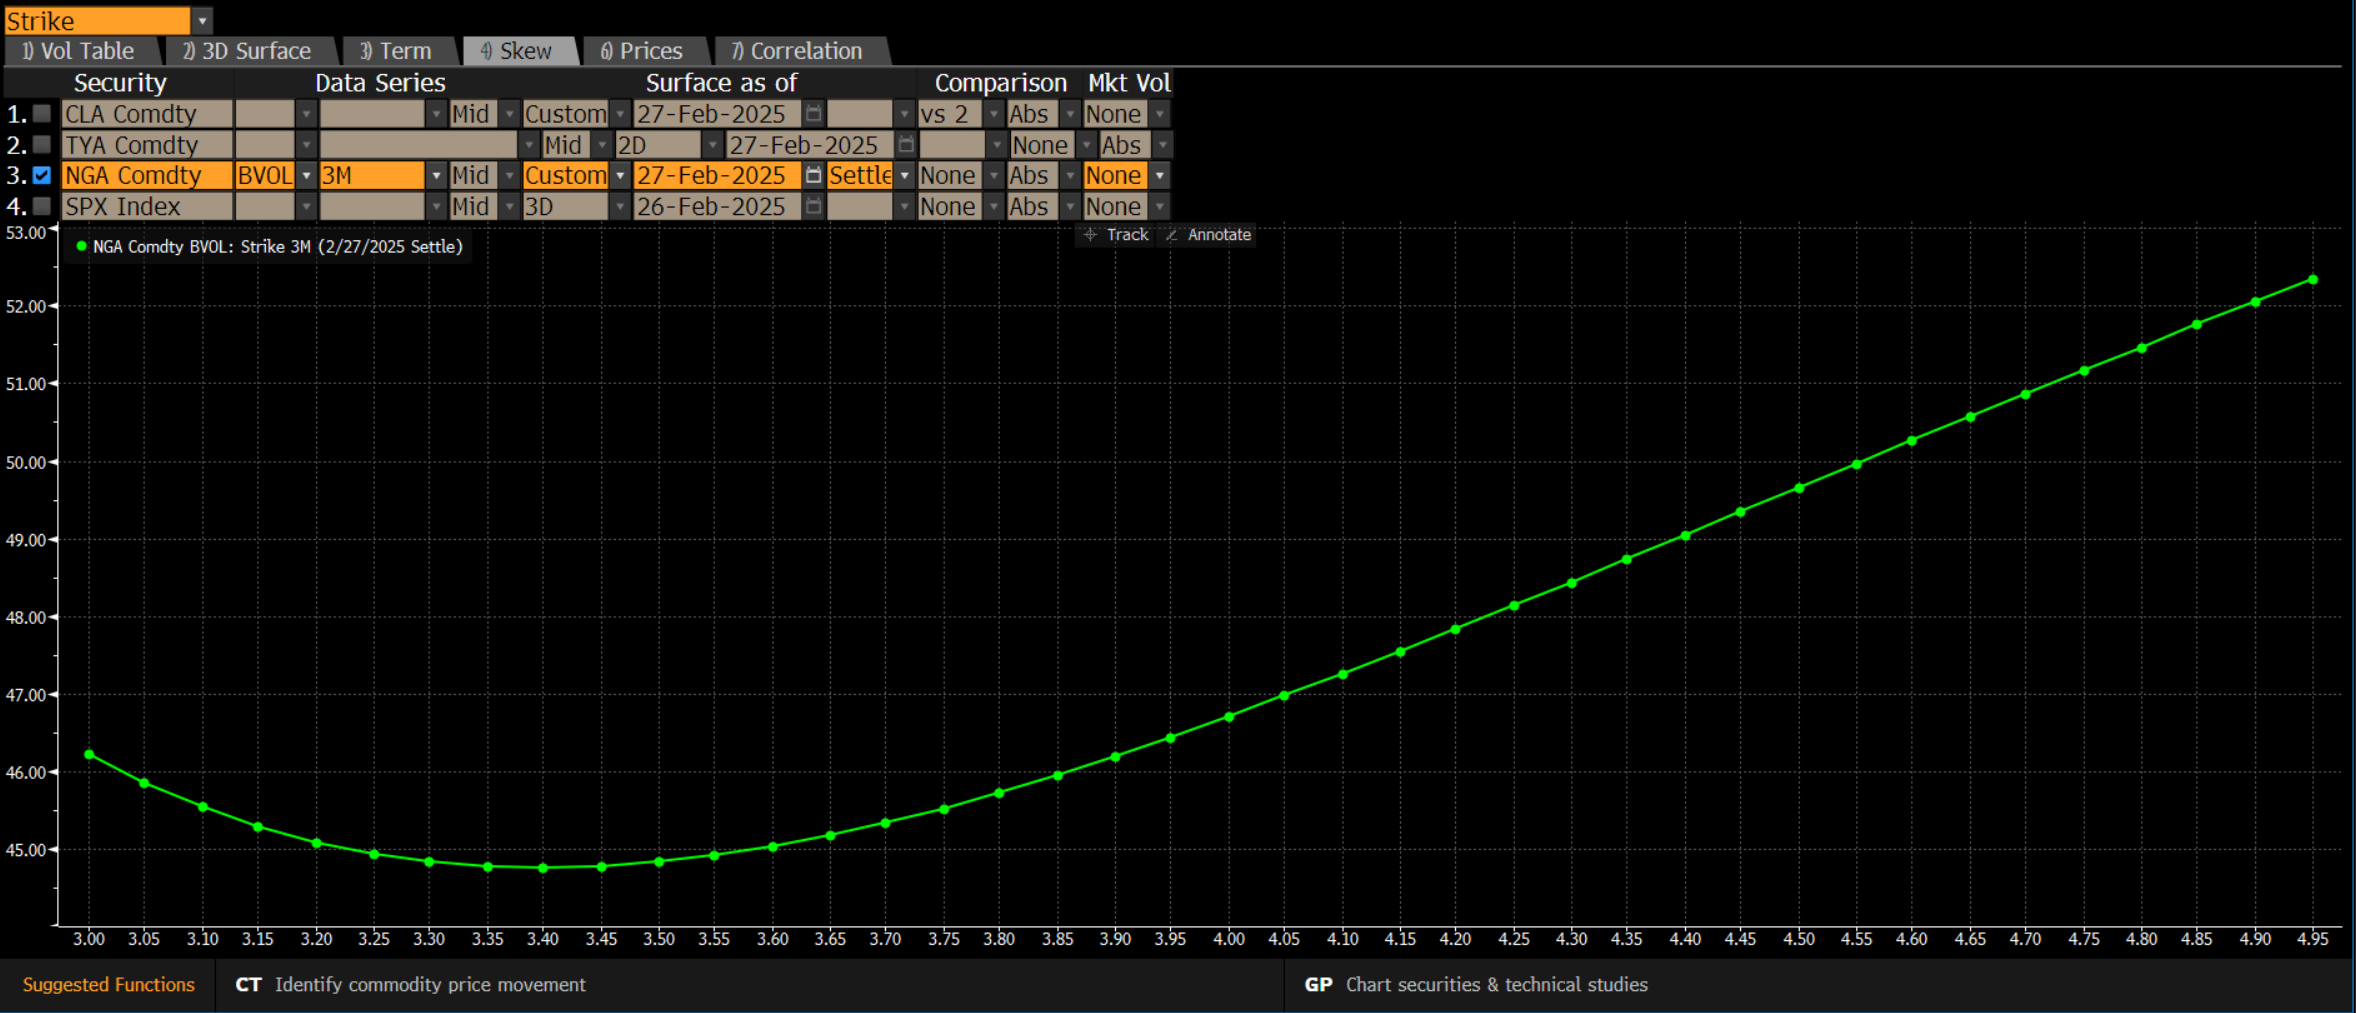 Strike
1) Vol Table 2) 3D Surface 3) Term 4) Skew 6) Prices 7) Correlation
Security Data Series Surface as of Comparison Mkt Vol
1. CLA Comdty Mid Custom 27-Feb-2025 vs 2 Abs None
2. TYA Comdty Mid 2D 27-Feb-2025 None Abs
3. NGA Comdty BVOL 3M Mid Custom 27-Feb-2025 Settle None Abs None
4. SPX Index Mid 3D 26-Feb-2025 None Abs None
NGA Comdty BVOL: Strike 3M (2/27/2025 Settle)
Track Annotate
53.00
52.00
51.00
50.00
49.00
48.00
47.00
46.00
45.00
3.00 3.05 3.10 3.15 3.20 3.25 3.30 3.35 3.40 3.45 3.50 3.55 3.60 3.65 3.70 3.75 3.80 3.85 3.90 3.95 4.00 4.05 4.10 4.15 4.20 4.25 4.30 4.35 4.40 4.45 4.50 4.55 4.60 4.65 4.70 4.75 4.80 4.85 4.90 4.95
Suggested Functions CT Identify commodity price movement GP Chart securities & technical studies